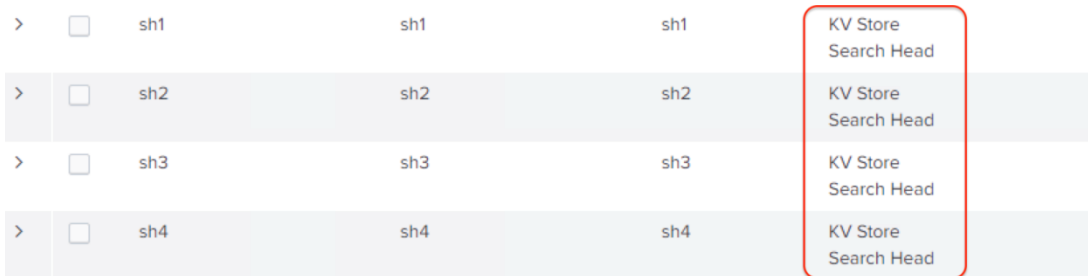 sh1 sh1 sh1 KV Store
Search Head
sh2 sh2 sh2 KV Store
Search Head
sh3 sh3 sh3 KV Store
Search Head
sh4 sh4 sh4 KV Store
Search Head